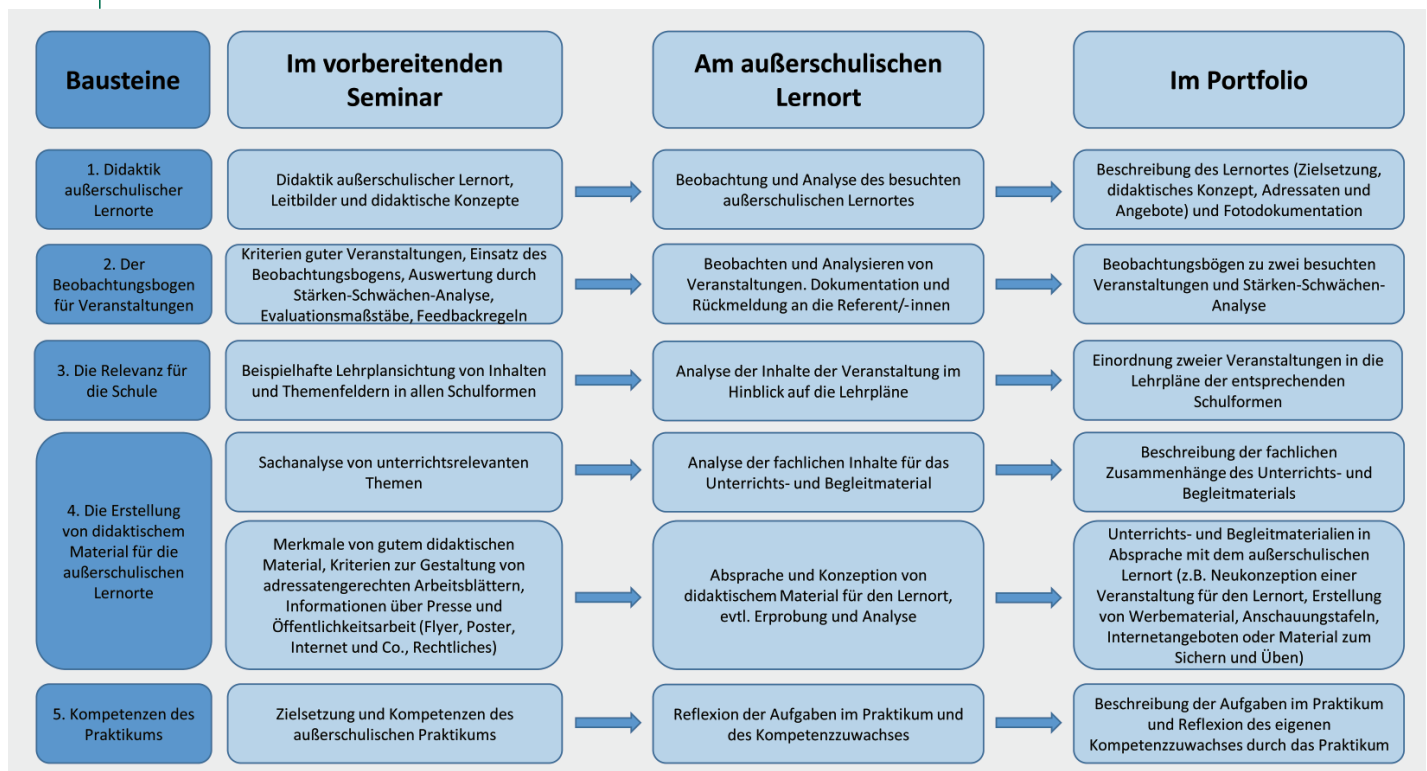 Bausteine
Im vorbereitenden
Seminar
Am außerschulischen
Lernort
Im Portfolio
1. Didaktik
außerschulischer
Lernorte
Didaktik außerschulischer Lernort,
Leitbilder und didaktische Konzepte
Beobachtung und Analyse des besuchten
außerschulischen Lernortes
Beschreibung des Lernortes (Zielsetzung,
didaktisches Konzept, Adressaten und
Angebote) und Fotodokumentation
2. Der
Beobachtungsbogen
für Veranstaltungen
Kriterien guter Veranstaltungen, Einsatz des
Beobachtungsbogens, Auswertung durch
Stärken-Schwächen-Analyse,
Evaluationsmaßstäbe, Feedbackregeln
Beobachten und Analysieren von
Veranstaltungen. Dokumentation und
Rückmeldung an die Referent/-innen
Beobachtungsbögen zu zwei besuchten
Veranstaltungen und Stärken-Schwächen-
Analyse
3. Die Relevanz für
die Schule
Beispielhafte Lehrplansichtung von Inhalten
und Themenfeldern in allen Schulformen
Analyse der Inhalte der Veranstaltung im
Hinblick auf die Lehrpläne
Einordnung zweier Veranstaltungen in die
Lehrpläne der entsprechenden
Schulformen
4. Die Erstellung
von didaktischem
Material für die
außerschulischen
Lernorte
Sachanalyse von unterrichtsrelevanten
Themen
Analyse der fachlichen Inhalte für das
Unterrichts- und Begleitmaterial
Beschreibung der fachlichen
Zusammenhänge des Unterrichts- und
Begleitmaterials
Merkmale von gutem didaktischen
Material, Kriterien zur Gestaltung von
adressatengerechten Arbeitsblättern,
Informationen über Presse und
Öffentlichkeitsarbeit (Flyer, Poster,
Internet und Co., Rechtliches)
Absprache und Konzeption von
didaktischem Material für den Lernort,
evtl. Erprobung und Analyse
Unterrichts- und Begleitmaterialien in
Absprache mit dem außerschulischen
Lernort (z.B. Neukonzeption einer
Veranstaltung für den Lernort, Erstellung
von Werbematerial, Anschauungstafeln,
Internetangeboten oder Material zum
Sichern und Üben)
5. Kompetenzen des
Praktikums
Zielsetzung und Kompetenzen des
außerschulischen Praktikums
Reflexion der Aufgaben im Praktikum und
des Kompetenzzuwachses
Beschreibung der Aufgaben im Praktikum
und Reflexion des eigenen
Kompetenzzuwachses durch das Praktikum